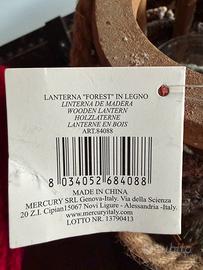 LANTERNA "FOREST" IN LEGNO
LINTERNA DE MADERA
WOODEN LANTERN
HOLZLATERNE
LANTERNE EN BOIS
ART.84088
8 034052 684088
MADE IN CHINA
MERCURY SRL Genova-Italy. Via della Scienza
20 Z.I. Cipian15067 Novi Ligure - Alessandria -Italy.
www.mercuryitaly.com
LOTTO NR. 13790413